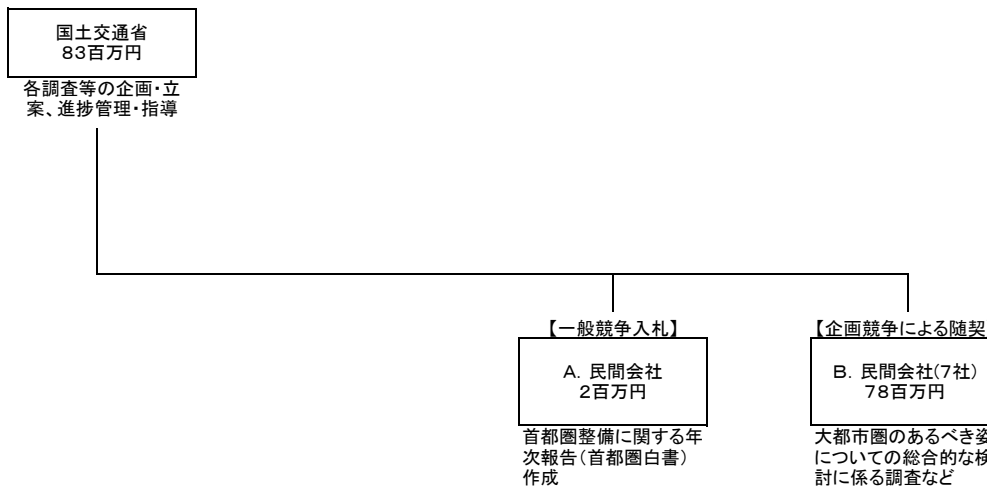 国土交通省
８３百万円
各調査等の企画・立
案、進捗管理・指導
【一般競争入札】
【企画競争による随契
A. 民間会社
２百万円
B. 民間会社(7社)
７８百万円
首都圏整備に関する年
次報告（首都圏白書）
作成
大都市圏のあるべき姿
についての総合的な検
討に係る調査など